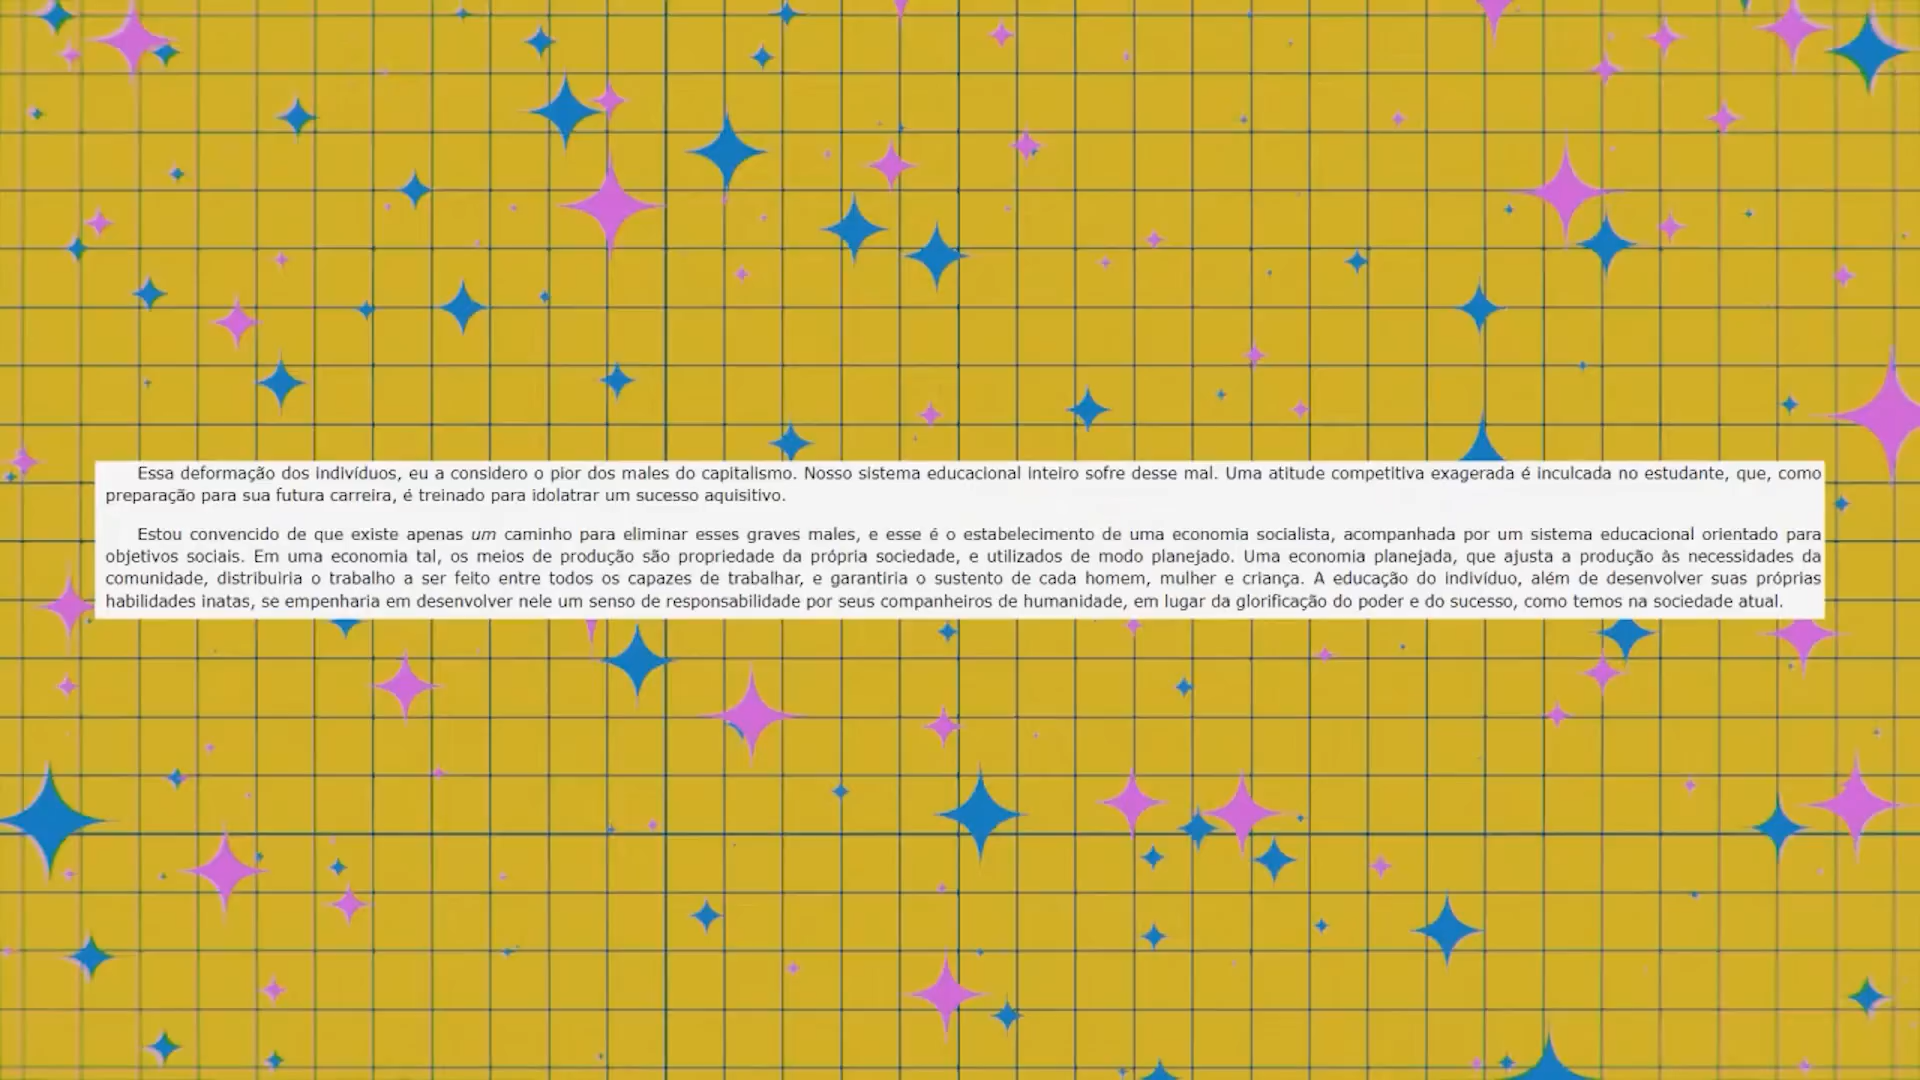 Essa deformação dos indivíduos, eu a considero o pior dos males do capitalismo. Nosso sistema educacional inteiro sofre desse mal. Uma atitude competitiva exagerada é inculcada no estudante, que, como
preparação para sua futura carreira, é treinado para idolatrar um sucesso aquisitivo.
Estou convencido de que existe apenas um caminho para eliminar esses graves males, e esse é o estabelecimento de uma economia socialista, acompanhada por um sistema educacional orientado para
objetivos sociais. Em uma economia tal, os meios de produção são propriedade da própria sociedade, e utilizados de modo planejado. Uma economia planejada, que ajusta a produção às necessidades da
comunidade, distribuiria o trabalho a ser feito entre todos os capazes de trabalhar, e garantiria o sustento de cada homem, mulher e criança. A educação do indivíduo, além de desenvolver suas próprias
habilidades inatas, se empenharia em desenvolver nele um senso de responsabilidade por seus companheiros de humanidade, em lugar da glorificação do poder e do sucesso, como temos na sociedade atual.